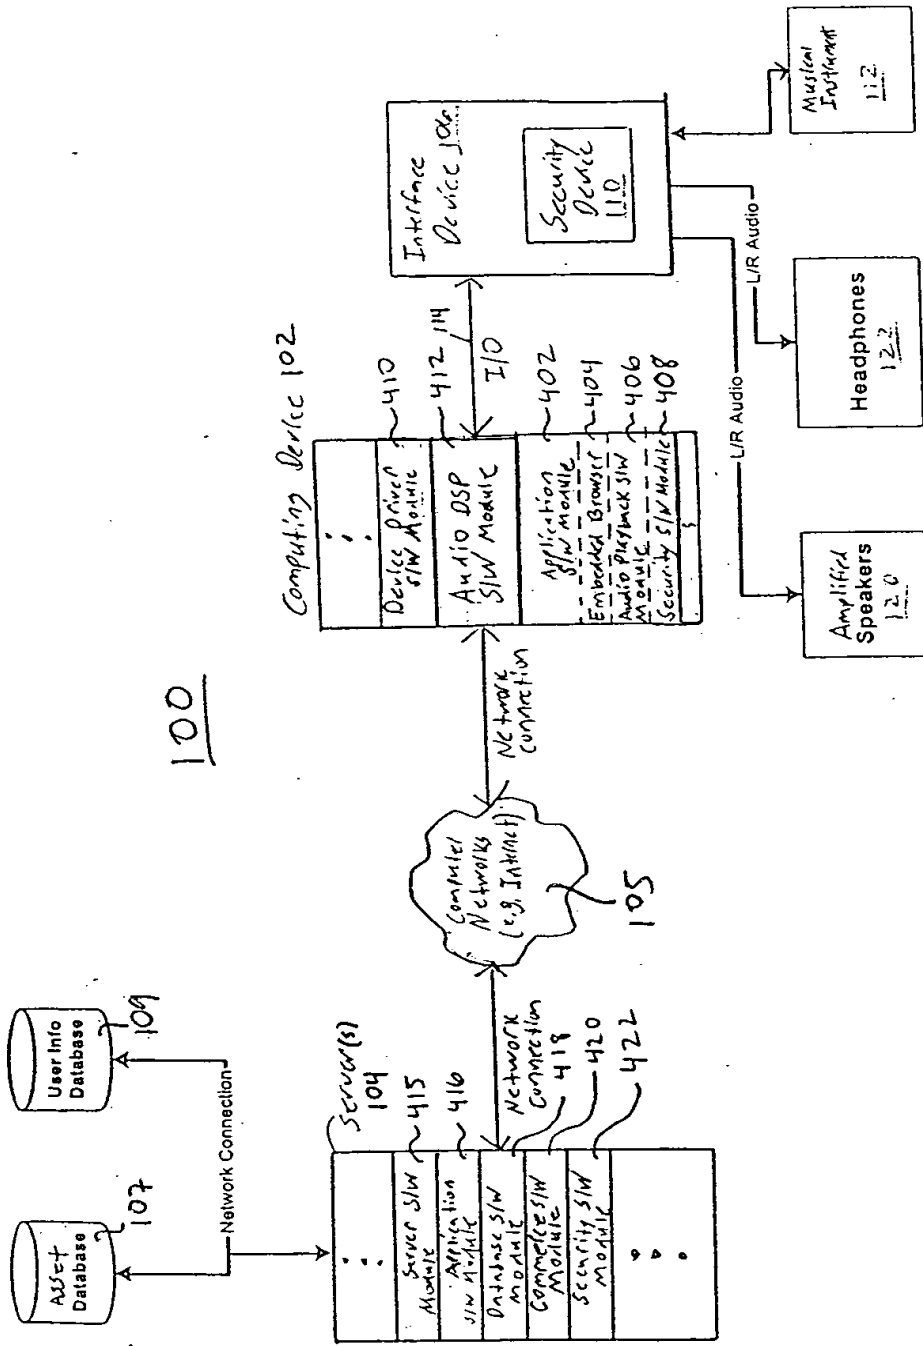 100
Asset
Database
107
User Info
Database
109
Network Connection
Server(s)
104
Server S/W
Module
415
Application
S/W Module
416
Database S/W
Module
418
Commerce S/W
Module
420
Security S/W
Module
422
Network
Connection
Computer
Networks
(e.g. Internet)
105
Network
Connection
Computing Device 102
Device Driver
S/W Module
410
Audio DSP
S/W Module
412
Application
S/W Module
402
Embedded Browser
404
Audio Playback S/W
Module
406
Security S/W Module
408
114
I/O
Interface
Device 106
Security
Device
110
L/R Audio
L/R Audio
Amplified
Speakers
120
Headphones
122
Musical
Instrument
112